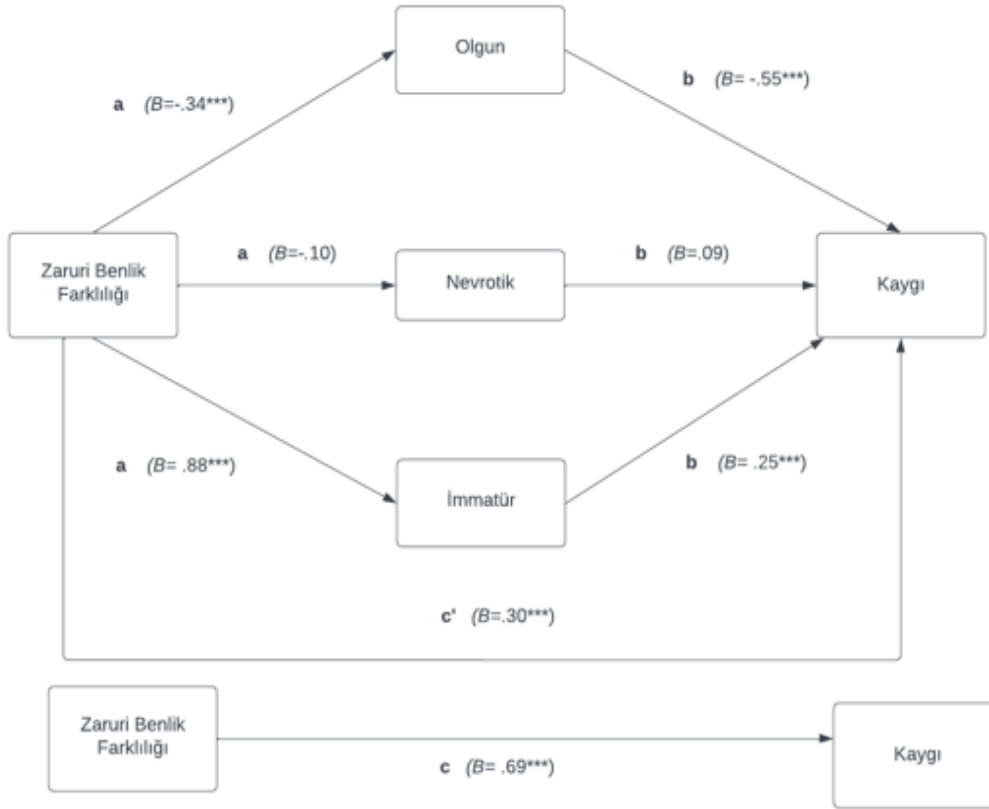 Olgun
a (B=-.34***)
b (B= -.55***)
Zaruri Benlik
Farklılığı
a (B=-.10)
Nevrotik
b (B=.09)
Kaygı
a (B= .88***)
İmmatür
b (B= .25***)
c' (B=.30***)
Zaruri Benlik
Farklılığı
c (B= .69***)
Kaygı